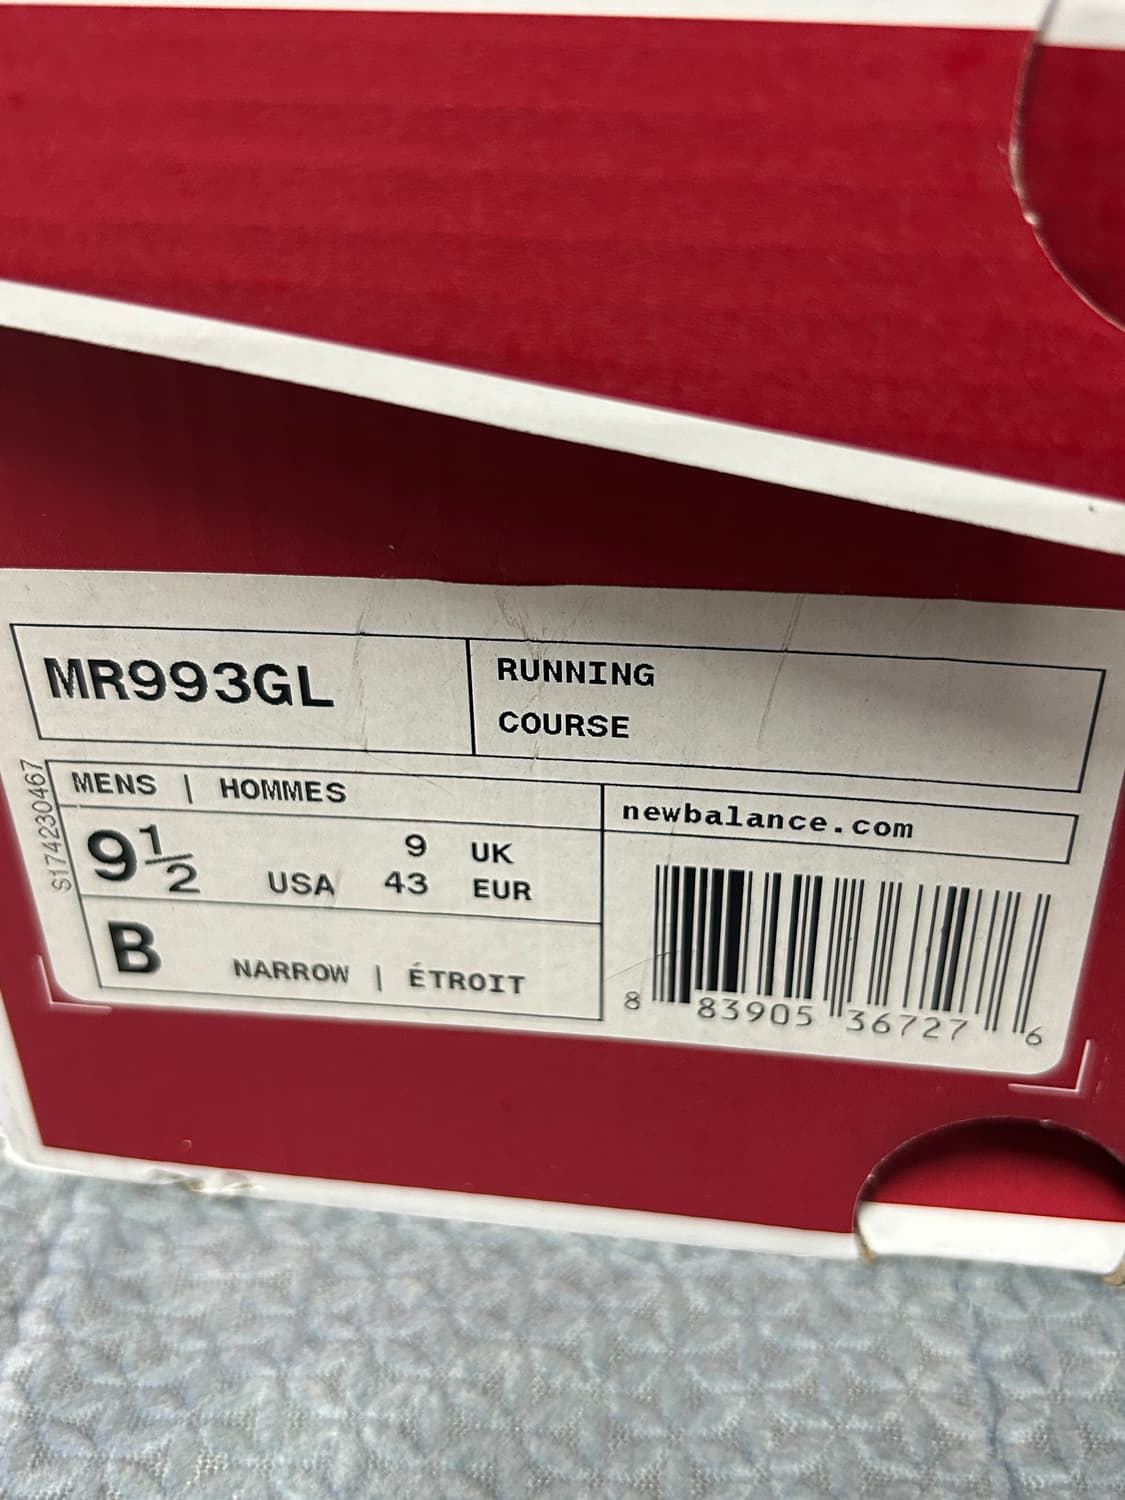 MR993GL
RUNNING
COURSE
S174230467
MENS | HOMMES
9½ USA
9 UK
43 EUR
B NARROW | ÉTROIT
newbalance.com
8 83905 36727 6